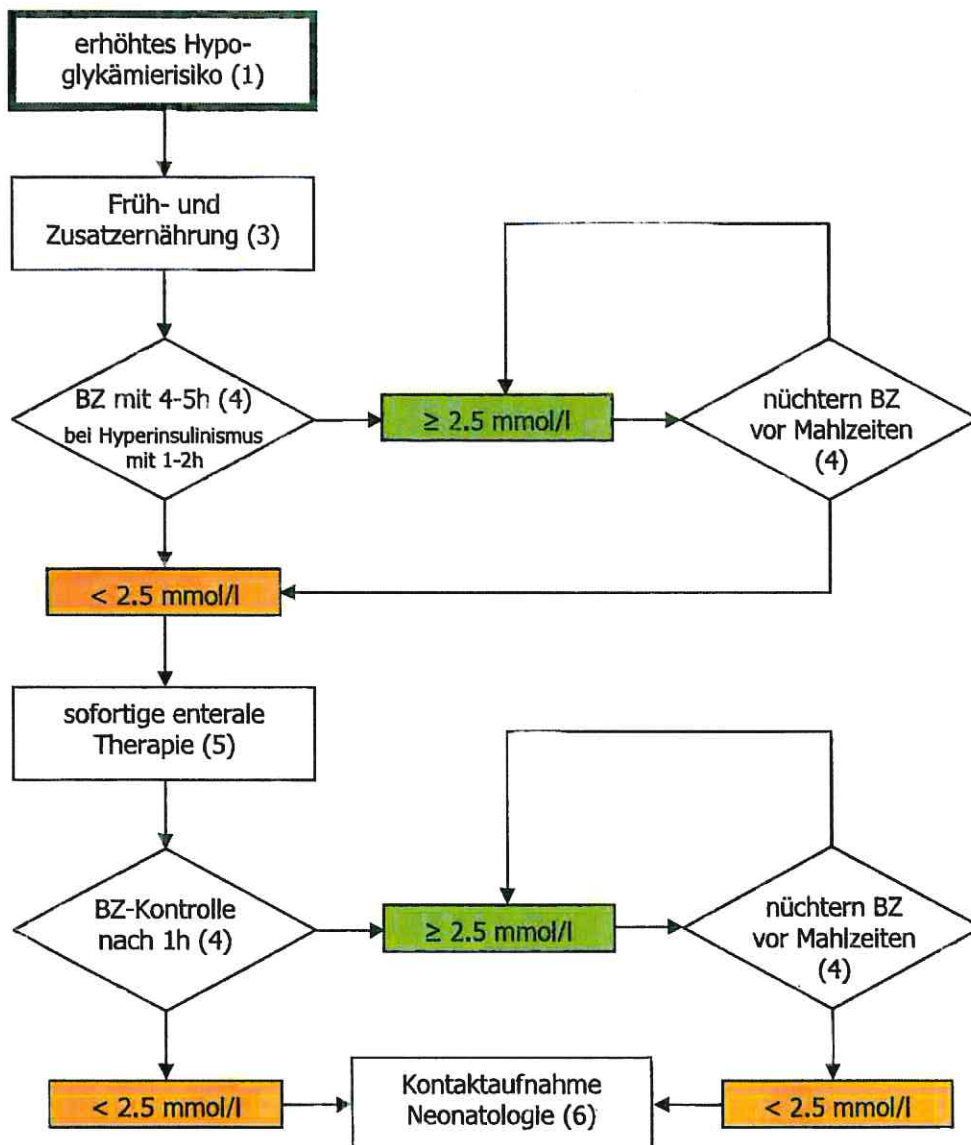 erhöhtes Hypo-
glykämierisiko (1)
Früh- und
Zusatzernährung (3)
BZ mit 4-5h (4)
bei Hyperinsulinismus
mit 1-2h
≥ 2.5 mmol/l
nüchtern BZ
vor Mahlzeiten
(4)
< 2.5 mmol/l
sofortige enterale
Therapie (5)
BZ-Kontrolle
nach 1h (4)
≥ 2.5 mmol/l
nüchtern BZ
vor Mahlzeiten
(4)
< 2.5 mmol/l
Kontaktaufnahme
Neonatologie (6)
< 2.5 mmol/l